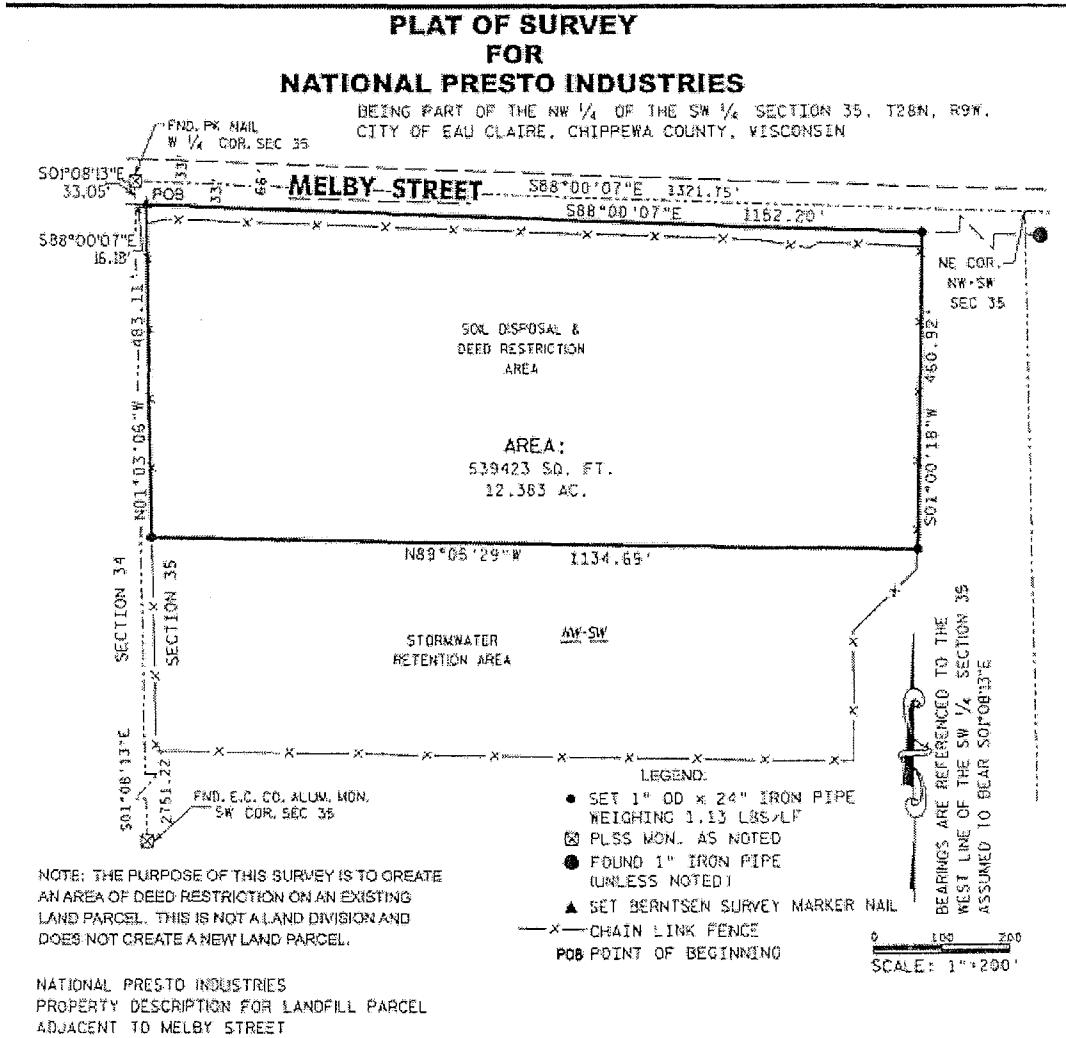 PLAT OF SURVEY
FOR
NATIONAL PRESTO INDUSTRIES
BEING PART OF THE NW 1/4 OF THE SW 1/4 SECTION 35, T28N, R9W,
CITY OF EAU CLAIRE, CHIPPEWA COUNTY, WISCONSIN
FND. PK NAIL
W 1/4 COR. SEC 35
S01°08'13"E
33.05'
POB
33'
33'
66'
MELBY STREET
S88°00'07"E 1321.75'
S88°00'07"E 1152.20'
S88°00'07"E
16.18'
NE COR.
NW-SW
SEC 35
N01°03'06"W 483.11'
SOIL DISPOSAL &
DEED RESTRICTION
AREA
S01°00'18"W 460.92'
AREA:
539423 SQ. FT.
12.383 AC.
N89°05'29"W 1134.69'
SECTION 34
SECTION 35
STORMWATER
RETENTION AREA
NW-SW
S01°08'13"E
2751.22
FND. E.C. CO. ALUM. MON.
SW COR. SEC 35
BEARINGS ARE REFERENCED TO THE
WEST LINE OF THE SW 1/4 SECTION 35
ASSUMED TO BEAR S01°08'13"E
LEGEND:
SET 1" OD x 24" IRON PIPE
WEIGHING 1.13 LBS/LF
PLSS MON. AS NOTED
FOUND 1" IRON PIPE
(UNLESS NOTED)
SET BERNTSEN SURVEY MARKER NAIL
—X— CHAIN LINK FENCE
POB POINT OF BEGINNING
0 100 200
SCALE: 1"=200'
NOTE: THE PURPOSE OF THIS SURVEY IS TO CREATE
AN AREA OF DEED RESTRICTION ON AN EXISTING
LAND PARCEL. THIS IS NOT A LAND DIVISION AND
DOES NOT CREATE A NEW LAND PARCEL.
NATIONAL PRESTO INDUSTRIES
PROPERTY DESCRIPTION FOR LANDFILL PARCEL
ADJACENT TO MELBY STREET